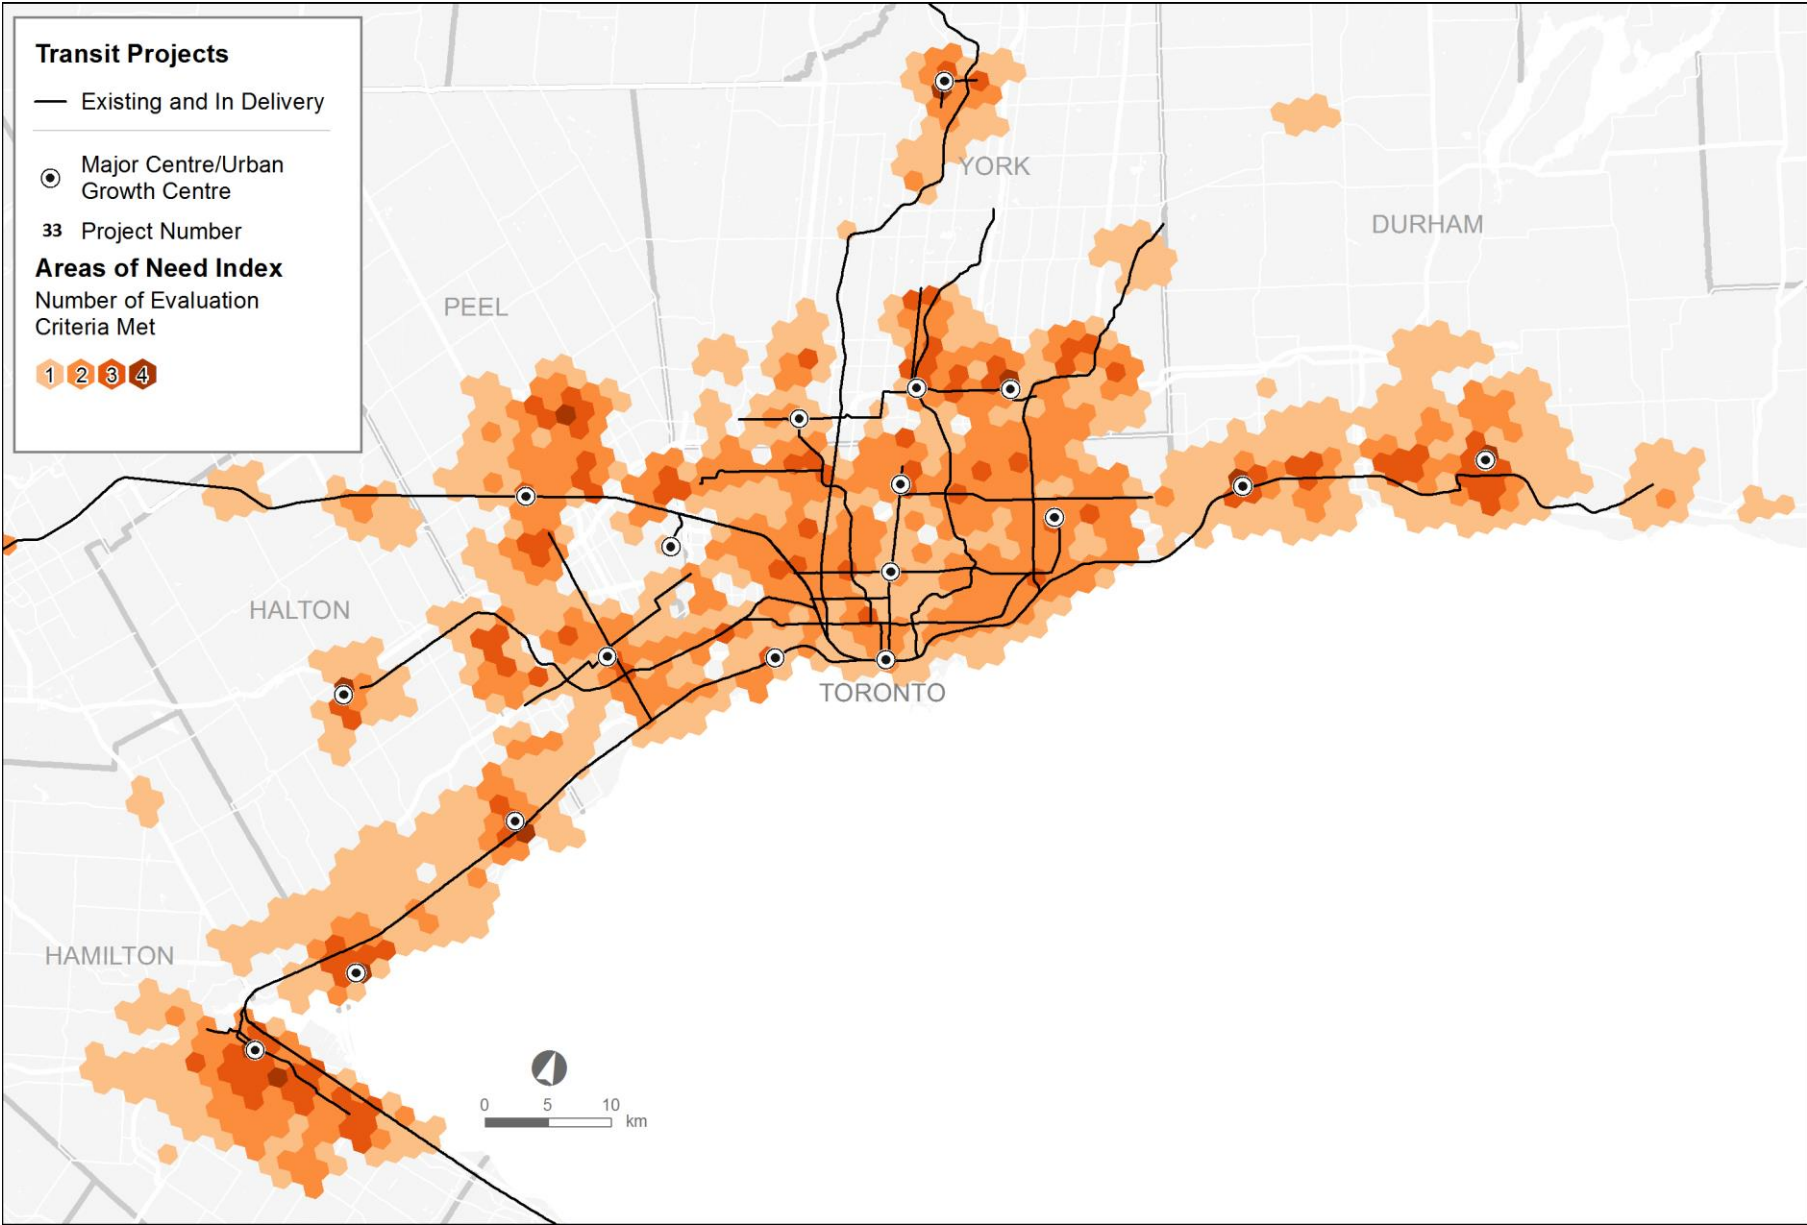 Transit Projects
Existing and In Delivery
Major Centre/Urban
Growth Centre
33 Project Number
Areas of Need Index
Number of Evaluation
Criteria Met
1 2 3 4
YORK
DURHAM
PEEL
HALTON
TORONTO
HAMILTON
0 5 10
km